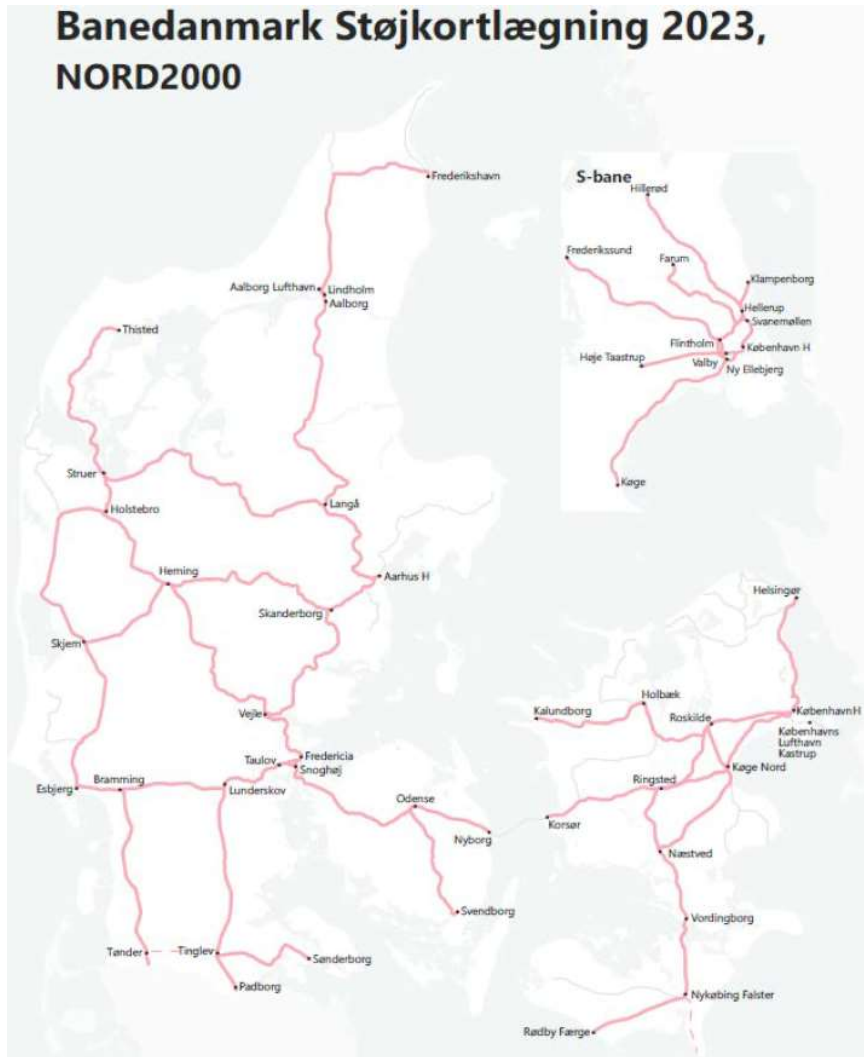 Banedanmark Støjkortlægning 2023,
NORD2000
Frederikshavn
Aalborg Lufthavn
Lindholm
Aalborg
Thisted
Struer
Holstebro
Langå
Herning
Aarhus H
Skanderborg
Skjern
Vejle
Fredericia
Taulov
Snoghøj
Esbjerg
Bramming
Lunderskov
Odense
Nyborg
Svendborg
Tønder
Tinglev
Sønderborg
Padborg
S-bane
Hillerød
Frederikssund
Farum
Klampenborg
Hellerup
Svanemøllen
Flintholm
København H
Høje Taastrup
Valby
Ny Ellebjerg
Køge
Helsingør
Holbæk
Kalundborg
Roskilde
København H
Københavns
Lufthavn
Kastrup
Køge Nord
Ringsted
Korsør
Næstved
Vordingborg
Nykøbing Falster
Rødby Færge